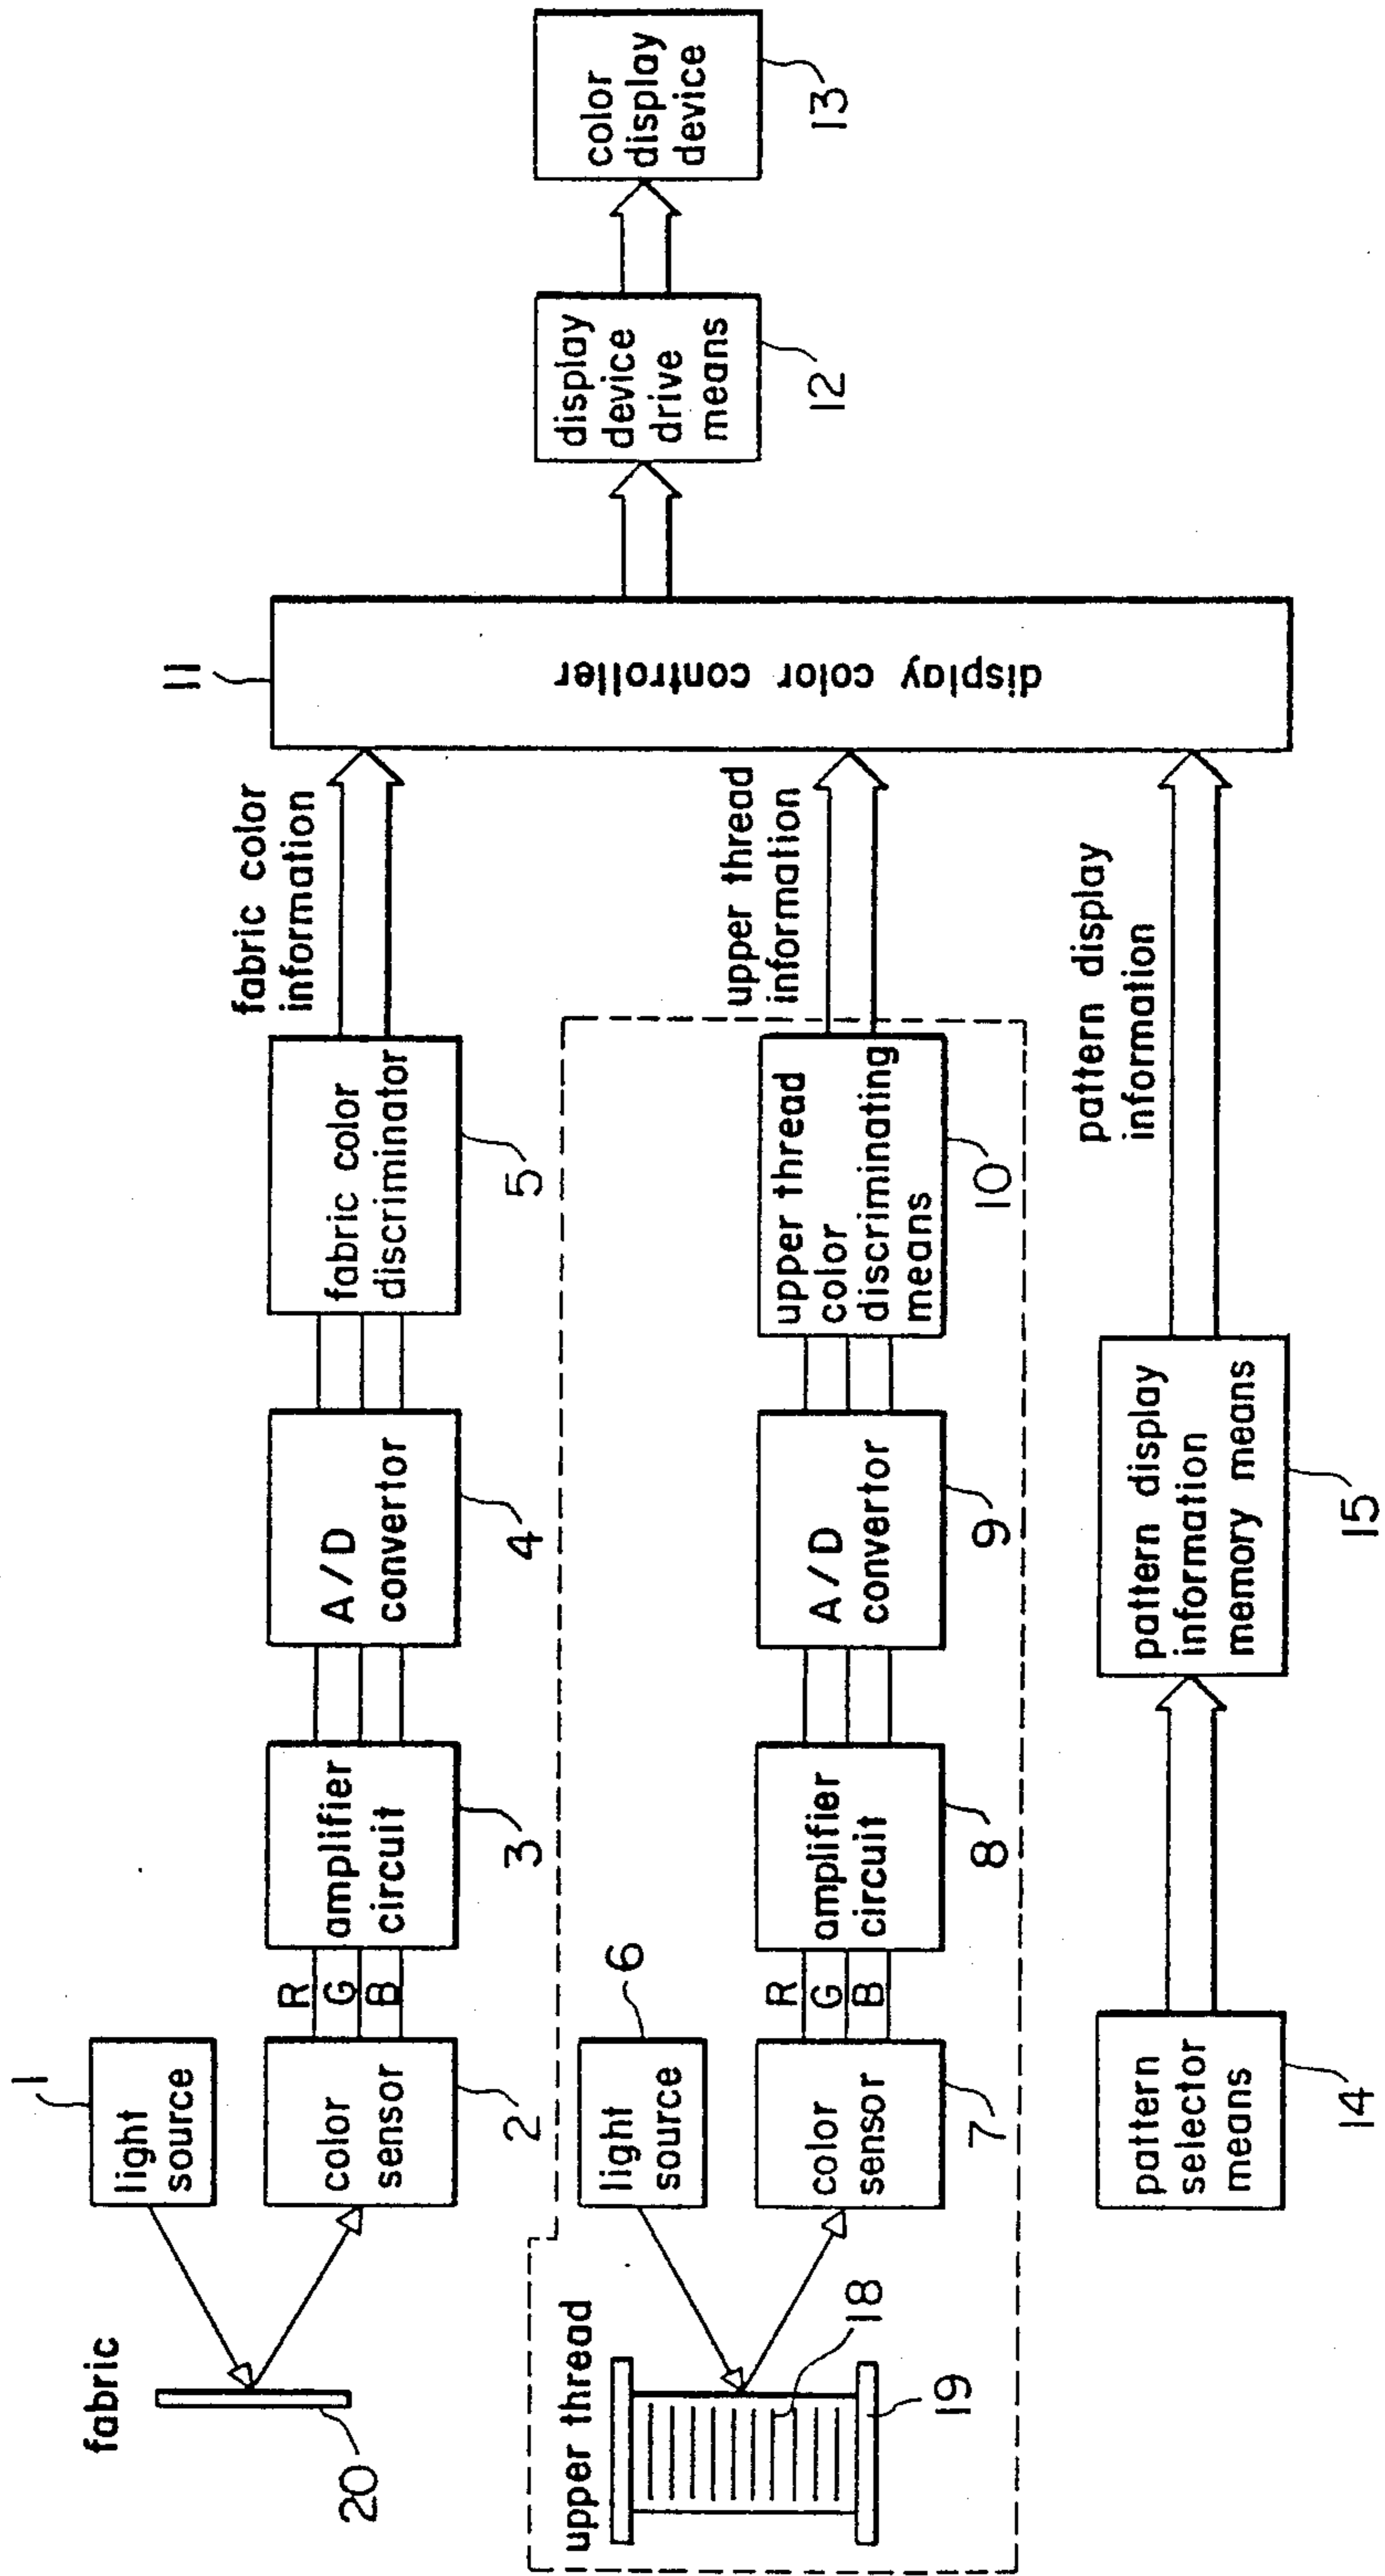 fabric
20
1
light
source
color
sensor
2
R
G
B
amplifier
circuit
3
A/D
convertor
4
fabric color
discriminator
5
fabric color
information
upper thread
18
19
6
light
source
color
sensor
7
R
G
B
amplifier
circuit
8
A/D
convertor
9
upper thread
color
discriminating
means
10
upper thread
information
pattern
selector
means
14
pattern display
information
memory means
15
pattern display
information
11
display color controller
display
device
drive
means
12
color
display
device
13